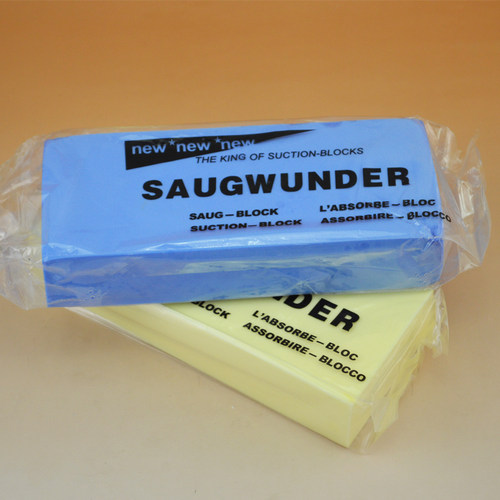 new*new*new
THE KING OF SUCTION-BLOCKS
SAUGWUNDER
SAUG-BLOCK L'ABSORBE-BLOC
SUCTION-BLOCK ASSORBIRE-BLOCCO
DER
L'ABSORBE-BLOC
BLOCK ASSORBIRE-BLOCCO